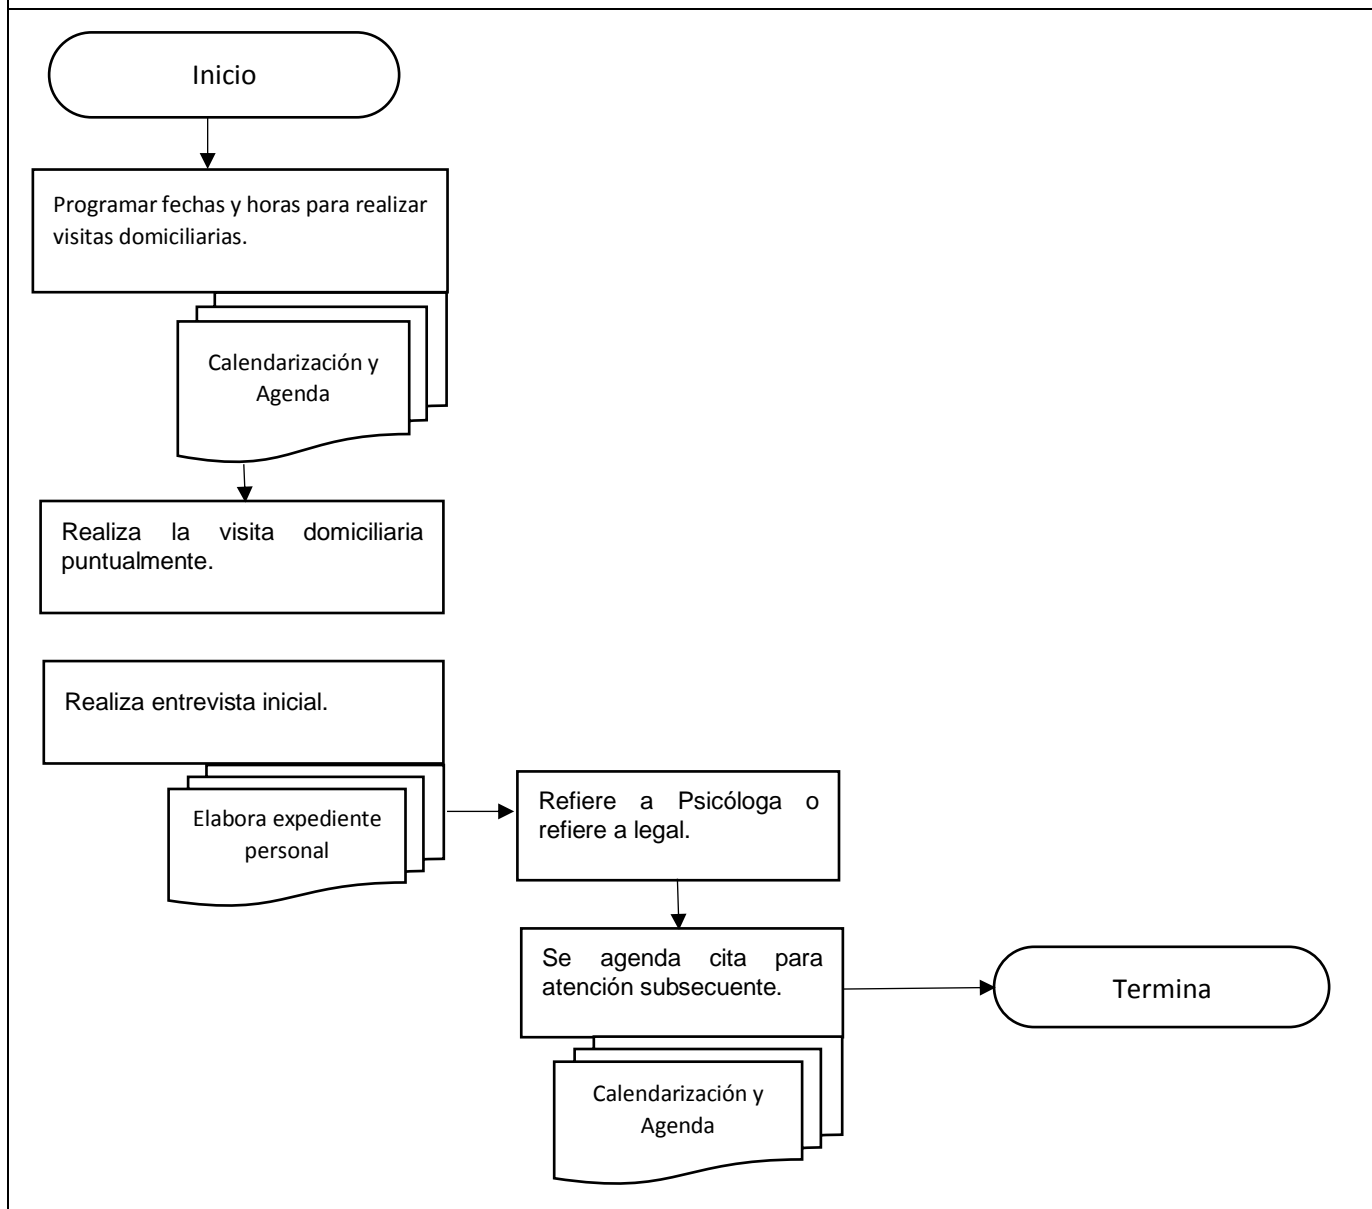 Inicio
Programar fechas y horas para realizar
visitas domiciliarias.
Calendarización y
Agenda
Realiza la visita domiciliaria
puntualmente.
Realiza entrevista inicial.
Elabora expediente
personal
Refiere a Psicóloga o
refiere a legal.
Se agenda cita para
atención subsecuente.
Termina
Calendarización y
Agenda